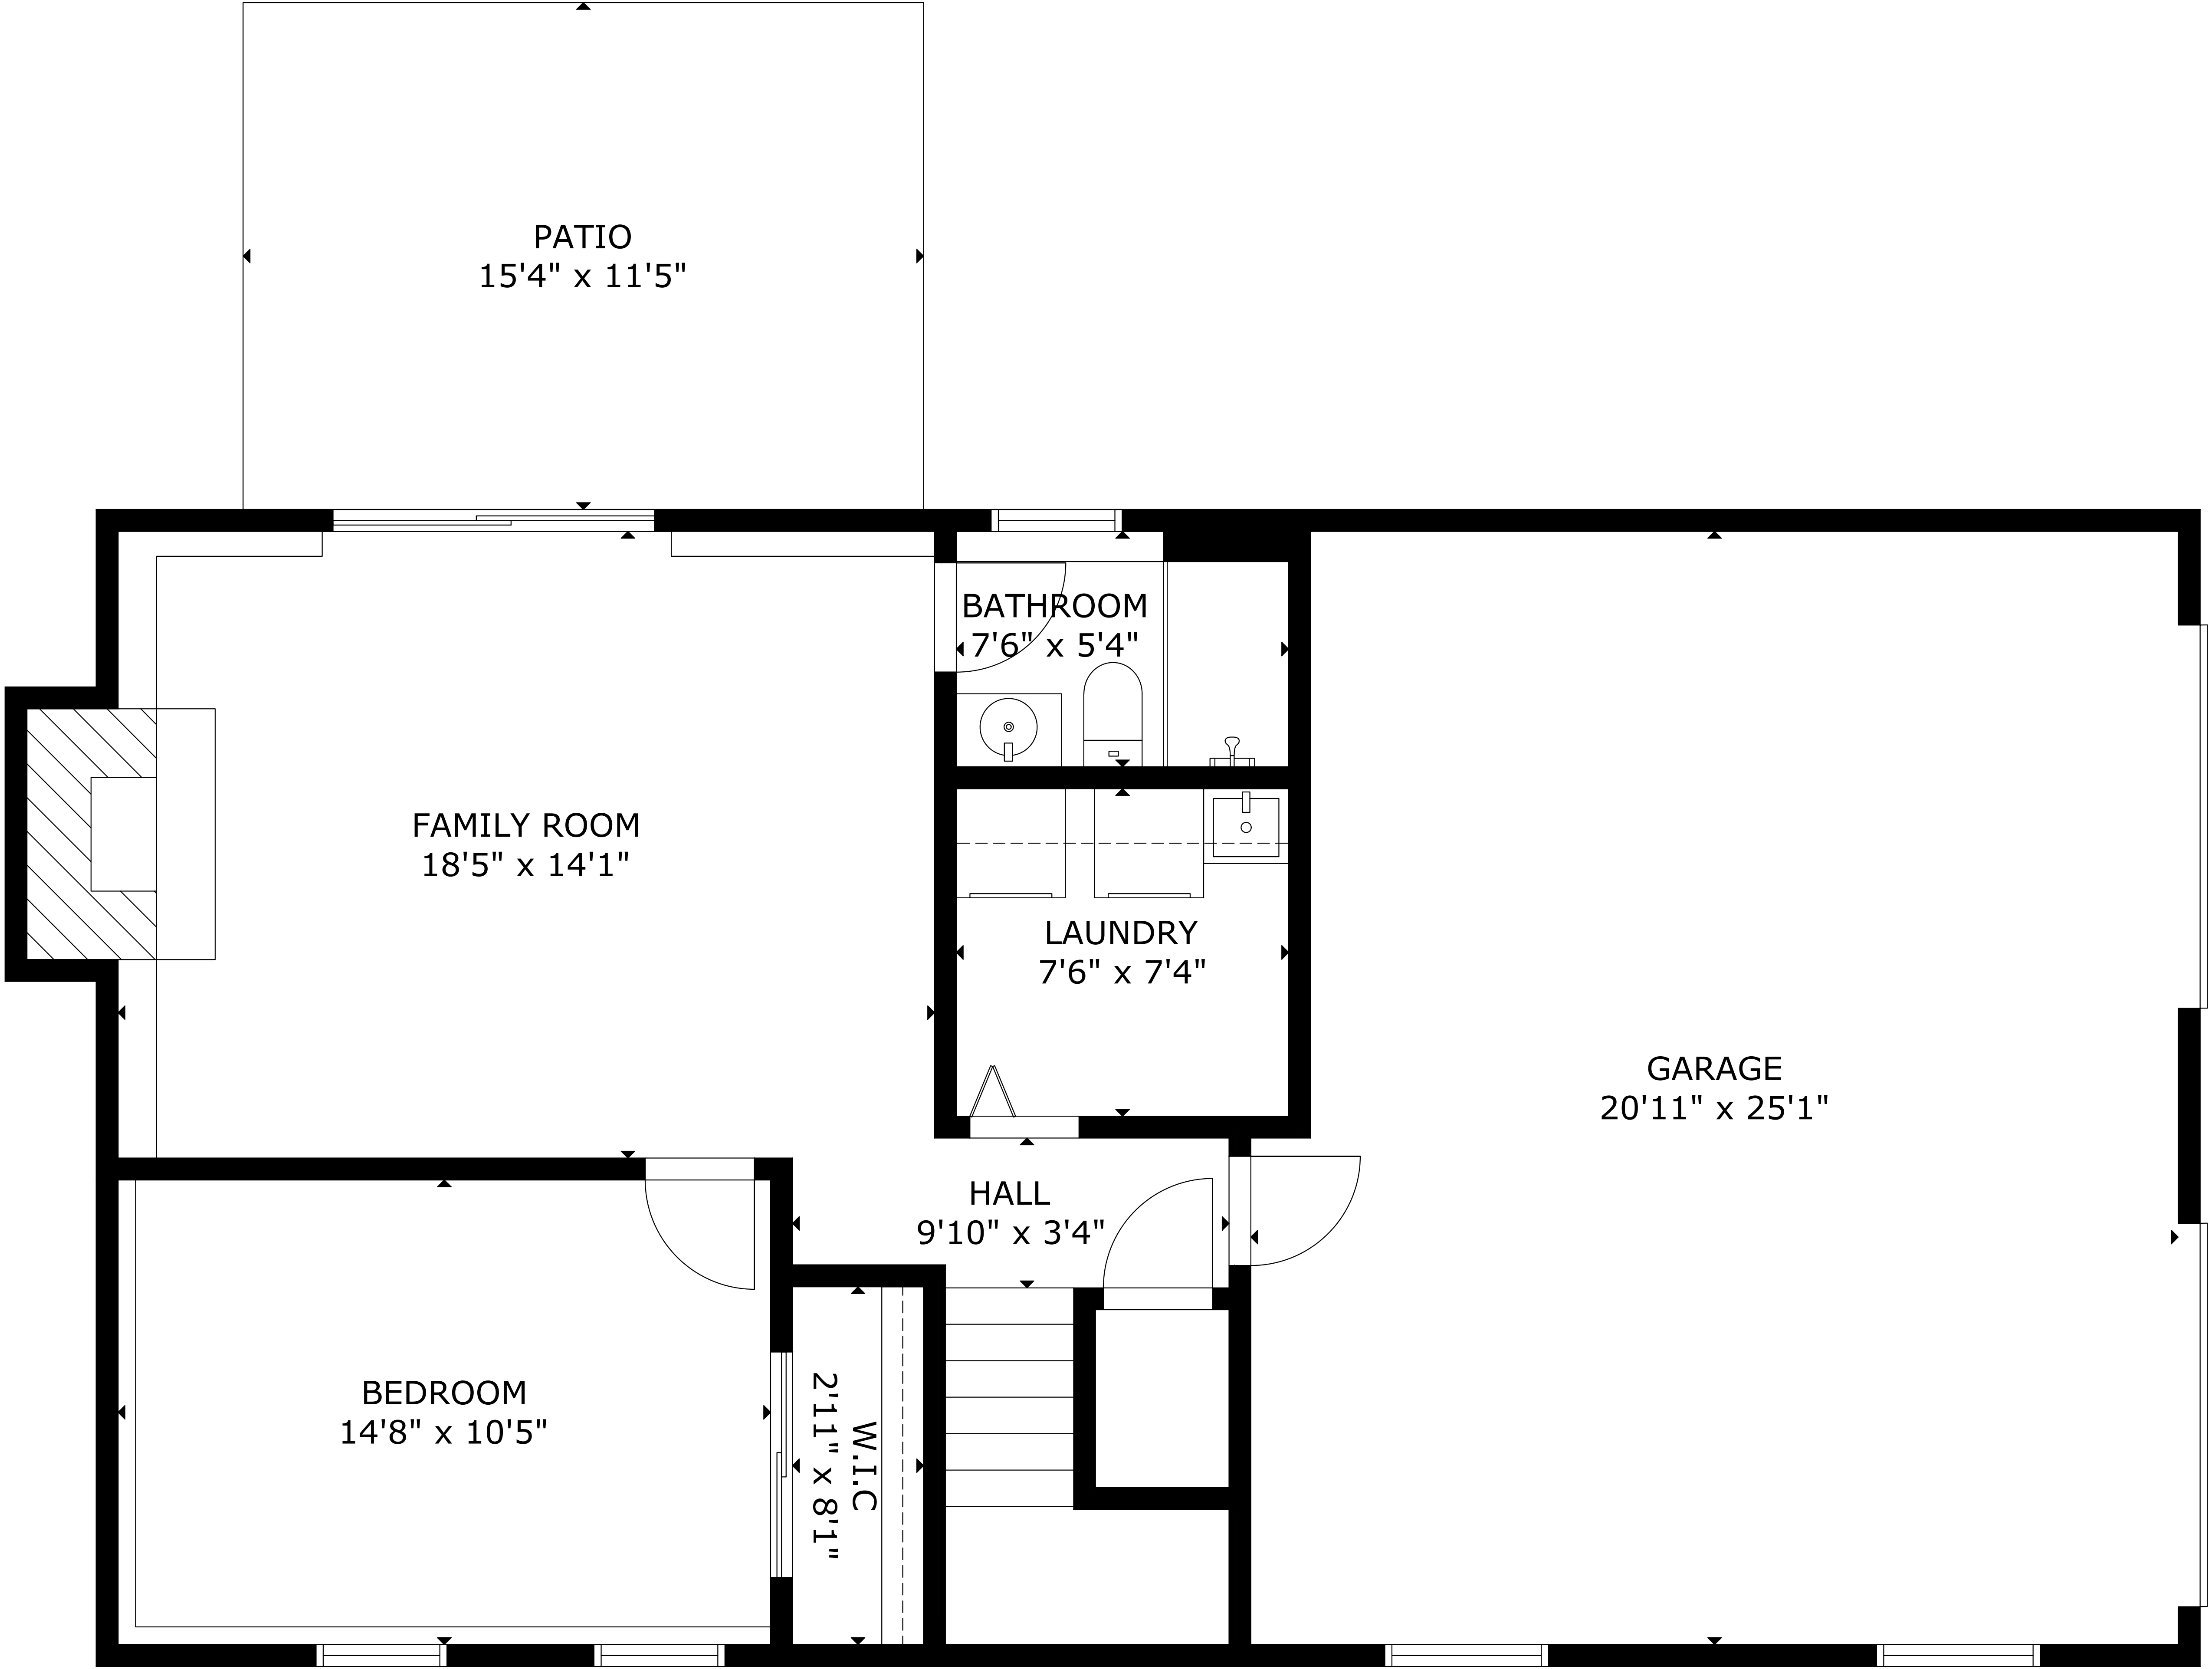 PATIO
15'4" x 11'5"
BATHROOM
7'6" x 5'4"
FAMILY ROOM
18'5" x 14'1"
LAUNDRY
7'6" x 7'4"
GARAGE
20'11" x 25'1"
HALL
9'10" x 3'4"
BEDROOM
14'8" x 10'5"
W.I.C
2'11" x 8'1"